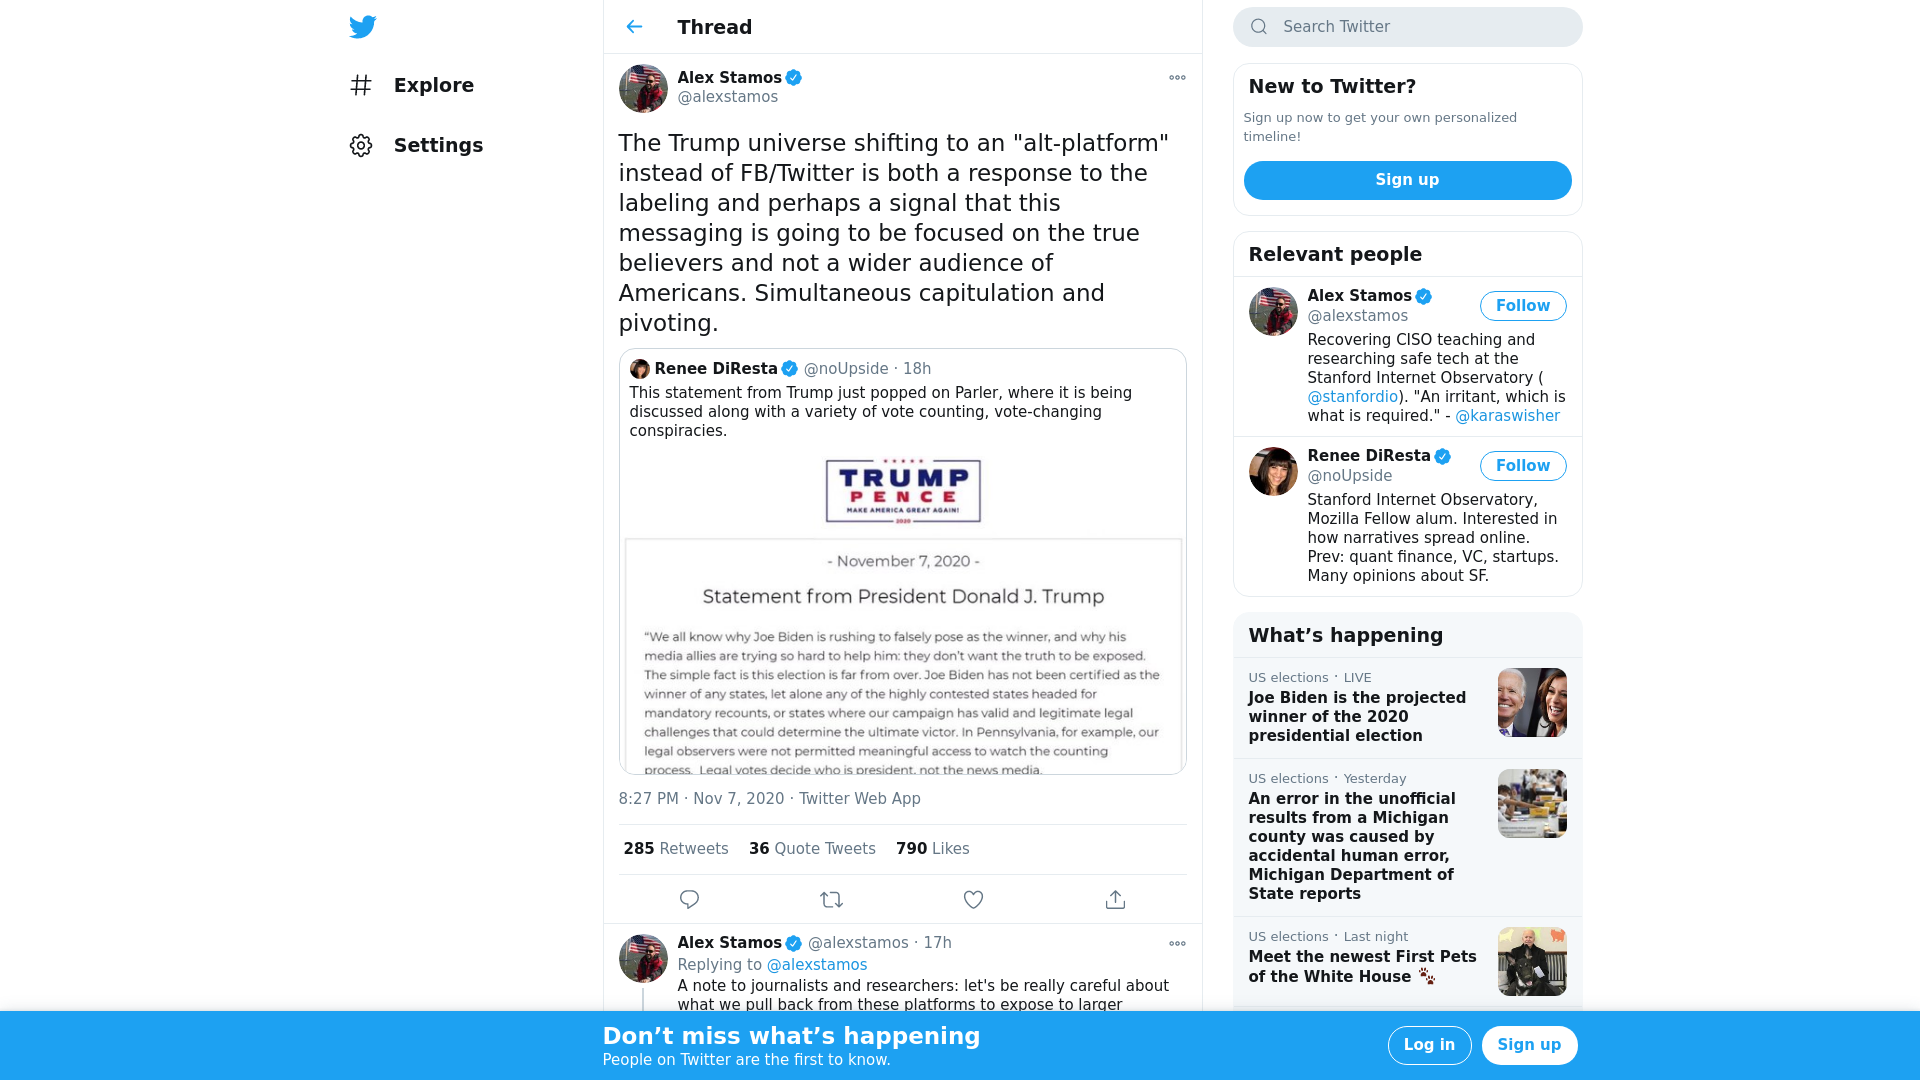 Explore
Settings
Thread
Alex Stamos
@alexstamos
The Trump universe shifting to an "alt-platform"
instead of FB/Twitter is both a response to the
labeling and perhaps a signal that this
messaging is going to be focused on the true
believers and not a wider audience of
Americans. Simultaneous capitulation and
pivoting.
Renee DiResta @noUpside · 18h
This statement from Trump just popped on Parler, where it is being
discussed along with a variety of vote counting, vote-changing
conspiracies.
TRUMP
PENCE
MAKE AMERICA GREAT AGAIN!
2020
- November 7, 2020 -
Statement from President Donald J. Trump
“We all know why Joe Biden is rushing to falsely pose as the winner, and why his
media allies are trying so hard to help him: they don’t want the truth to be exposed.
The simple fact is this election is far from over. Joe Biden has not been certified as the
winner of any states, let alone any of the highly contested states headed for
mandatory recounts, or states where our campaign has valid and legitimate legal
challenges that could determine the ultimate victor. In Pennsylvania, for example, our
legal observers were not permitted meaningful access to watch the counting
process. Legal votes decide who is president, not the news media.
8:27 PM · Nov 7, 2020 · Twitter Web App
285 Retweets 36 Quote Tweets 790 Likes
Alex Stamos @alexstamos · 17h
Replying to @alexstamos
A note to journalists and researchers: let's be really careful about
what we pull back from these platforms to expose to larger
Search Twitter
New to Twitter?
Sign up now to get your own personalized
timeline!
Sign up
Relevant people
Alex Stamos
@alexstamos
Follow
Recovering CISO teaching and
researching safe tech at the
Stanford Internet Observatory (
@stanfordio). "An irritant, which is
what is required." - @karaswisher
Renee DiResta
@noUpside
Follow
Stanford Internet Observatory,
Mozilla Fellow alum. Interested in
how narratives spread online.
Prev: quant finance, VC, startups.
Many opinions about SF.
What’s happening
US elections · LIVE
Joe Biden is the projected
winner of the 2020
presidential election
US elections · Yesterday
An error in the unofficial
results from a Michigan
county was caused by
accidental human error,
Michigan Department of
State reports
US elections · Last night
Meet the newest First Pets
of the White House 🐾
Don’t miss what’s happening
People on Twitter are the first to know.
Log in
Sign up